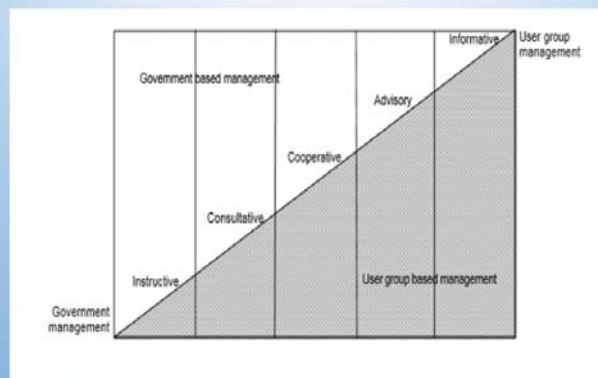 Informative
User group
management
Government based management
Advisory
Cooperative
Consultative
Instructive
User group based management
Government
management